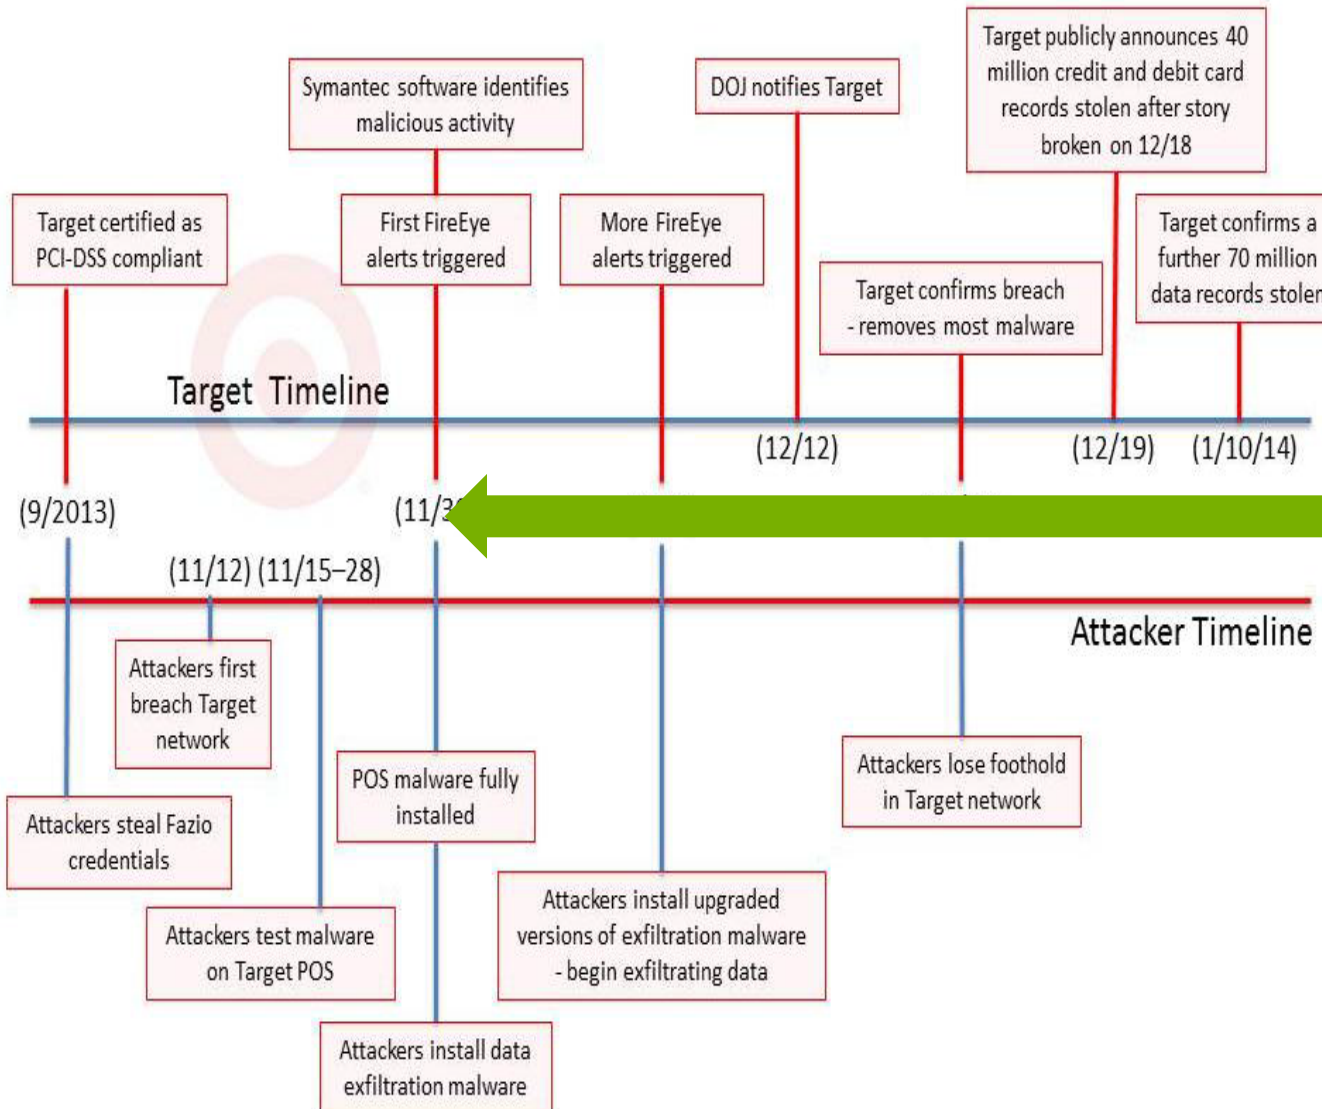 Target publicly announces 40
million credit and debit card
records stolen after story
broken on 12/18
Symantec software identifies
malicious activity
DOJ notifies Target
Target certified as
PCI-DSS compliant
First FireEye
alerts triggered
More FireEye
alerts triggered
Target confirms breach
- removes most malware
Target confirms a
further 70 million
data records stolen
Target Timeline
(12/12)
(12/19)
(1/10/14)
(9/2013)
(11/12)
(11/15–28)
Attacker Timeline
Attackers first
breach Target
network
POS malware fully
installed
Attackers lose foothold
in Target network
Attackers steal Fazio
credentials
Attackers install upgraded
versions of exfiltration malware
- begin exfiltrating data
Attackers test malware
on Target POS
Attackers install data
exfiltration malware